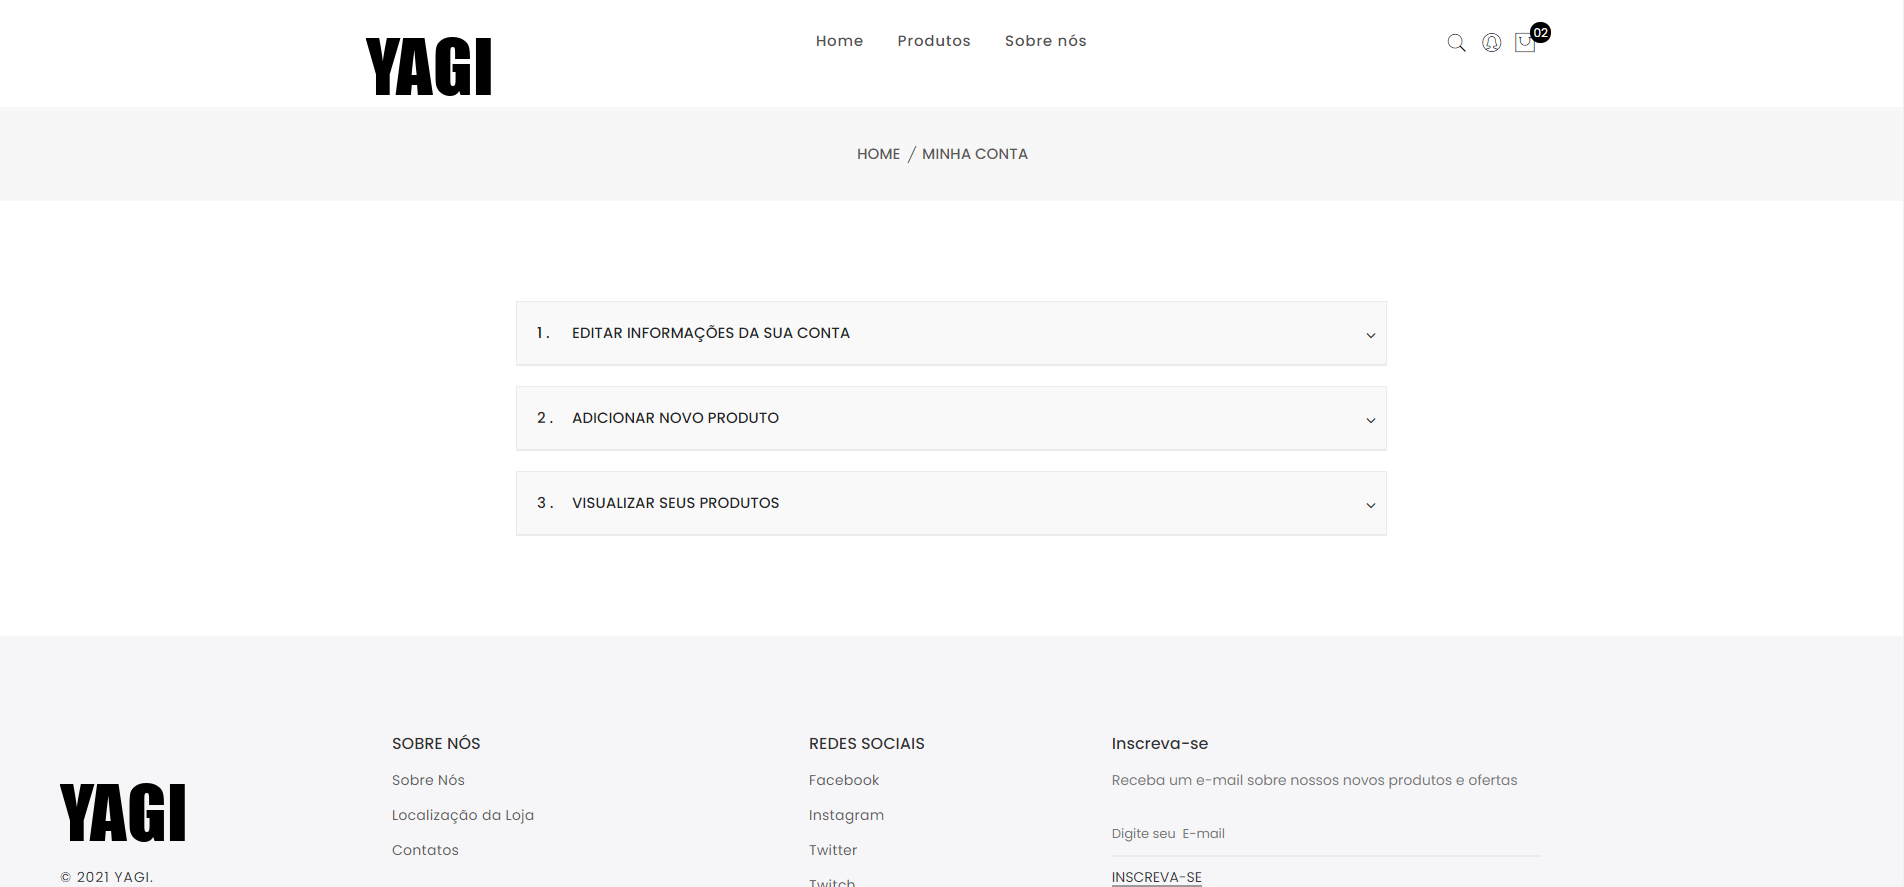 YAGI
Home Produtos Sobre nós
02
HOME / MINHA CONTA
1 . EDITAR INFORMAÇÕES DA SUA CONTA
2 . ADICIONAR NOVO PRODUTO
3 . VISUALIZAR SEUS PRODUTOS
YAGI
© 2021 YAGI.
SOBRE NÓS
Sobre Nós
Localização da Loja
Contatos
REDES SOCIAIS
Facebook
Instagram
Twitter
Twitch
Inscreva-se
Receba um e-mail sobre nossos novos produtos e ofertas
Digite seu E-mail
INSCREVA-SE